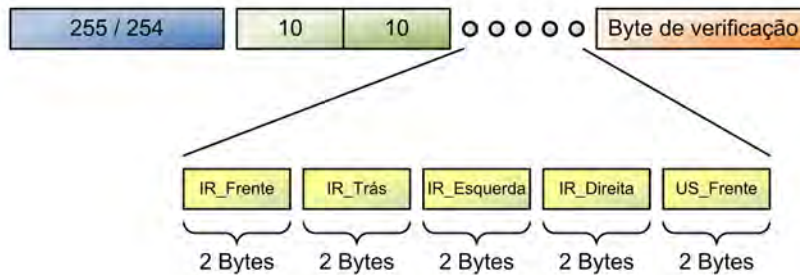 255 / 254 10 10 Byte de verificação
IR_Frente IR_Trás IR_Esquerda IR_Direita US_Frente
2 Bytes 2 Bytes 2 Bytes 2 Bytes 2 Bytes